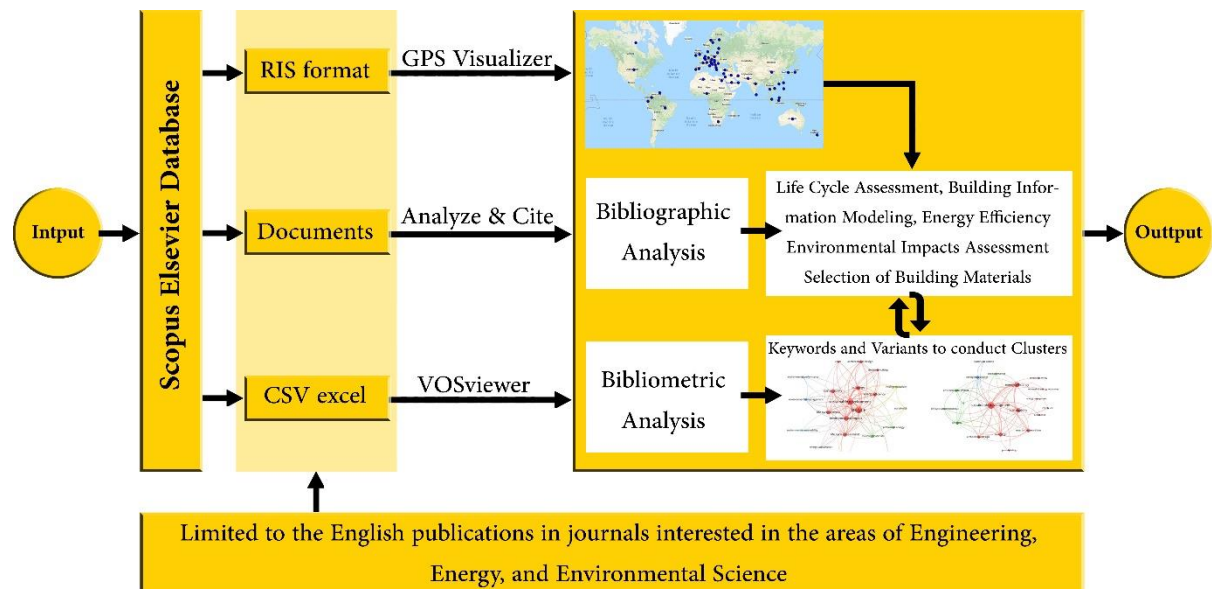 Intput
Scopus Elsevier Database
RIS format
GPS Visualizer
Documents
Analyze & Cite
CSV excel
VOSviewer
Bibliographic
Analysis
Life Cycle Assessment, Building Infor-
mation Modeling, Energy Efficiency
Environmental Impacts Assessment
Selection of Building Materials
Bibliometric
Analysis
Keywords and Variants to conduct Clusters
Outtput
Limited to the English publications in journals interested in the areas of Engineering,
Energy, and Environmental Science